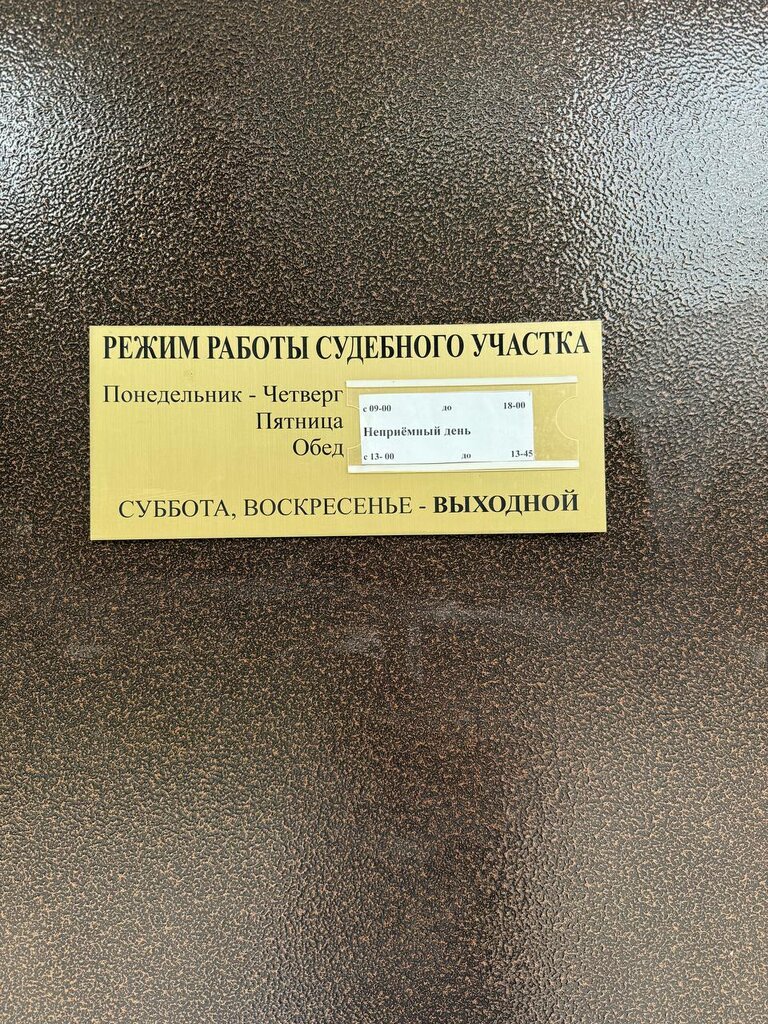 РЕЖИМ РАБОТЫ СУДЕБНОГО УЧАСТКА
Понедельник - Четверг с 09-00 до 18-00
Пятница Неприёмный день
Обед с 13- 00 до 13-45
СУББОТА, ВОСКРЕСЕНЬЕ - ВЫХОДНОЙ